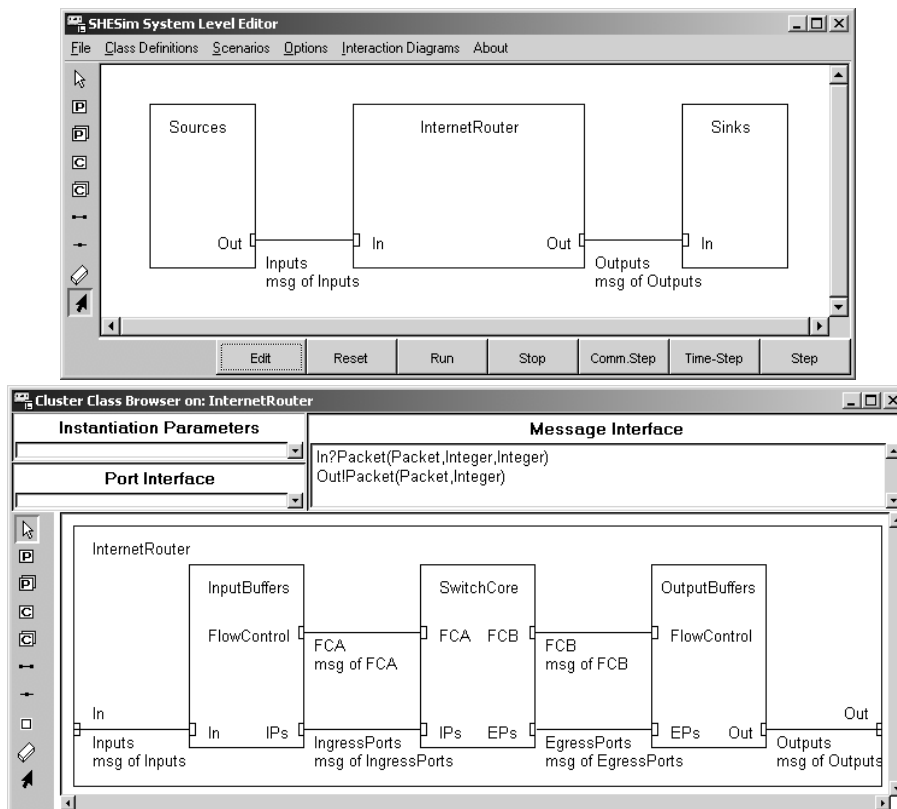 SHESim System Level Editor
File Class Definitions Scenarios Options Interaction Diagrams About
P
P
C
C
Sources InternetRouter Sinks
Out In Out In
Inputs Outputs
msg of Inputs msg of Outputs
Edit Reset Run Stop Comm.Step Time-Step Step
Cluster Class Browser on: InternetRouter
Instantiation Parameters
Port Interface
Message Interface
In?Packet(Packet,Integer,Integer)
Out!Packet(Packet,Integer)
P
P
C
C
InternetRouter
InputBuffers SwitchCore OutputBuffers
FlowControl FCA FCB FlowControl
FCA FCB
msg of FCA msg of FCB
In Out
In IPs IPs EPs EPs Out
Inputs IngressPorts EgressPorts Outputs
msg of Inputs msg of IngressPorts msg of EgressPorts msg of Outputs